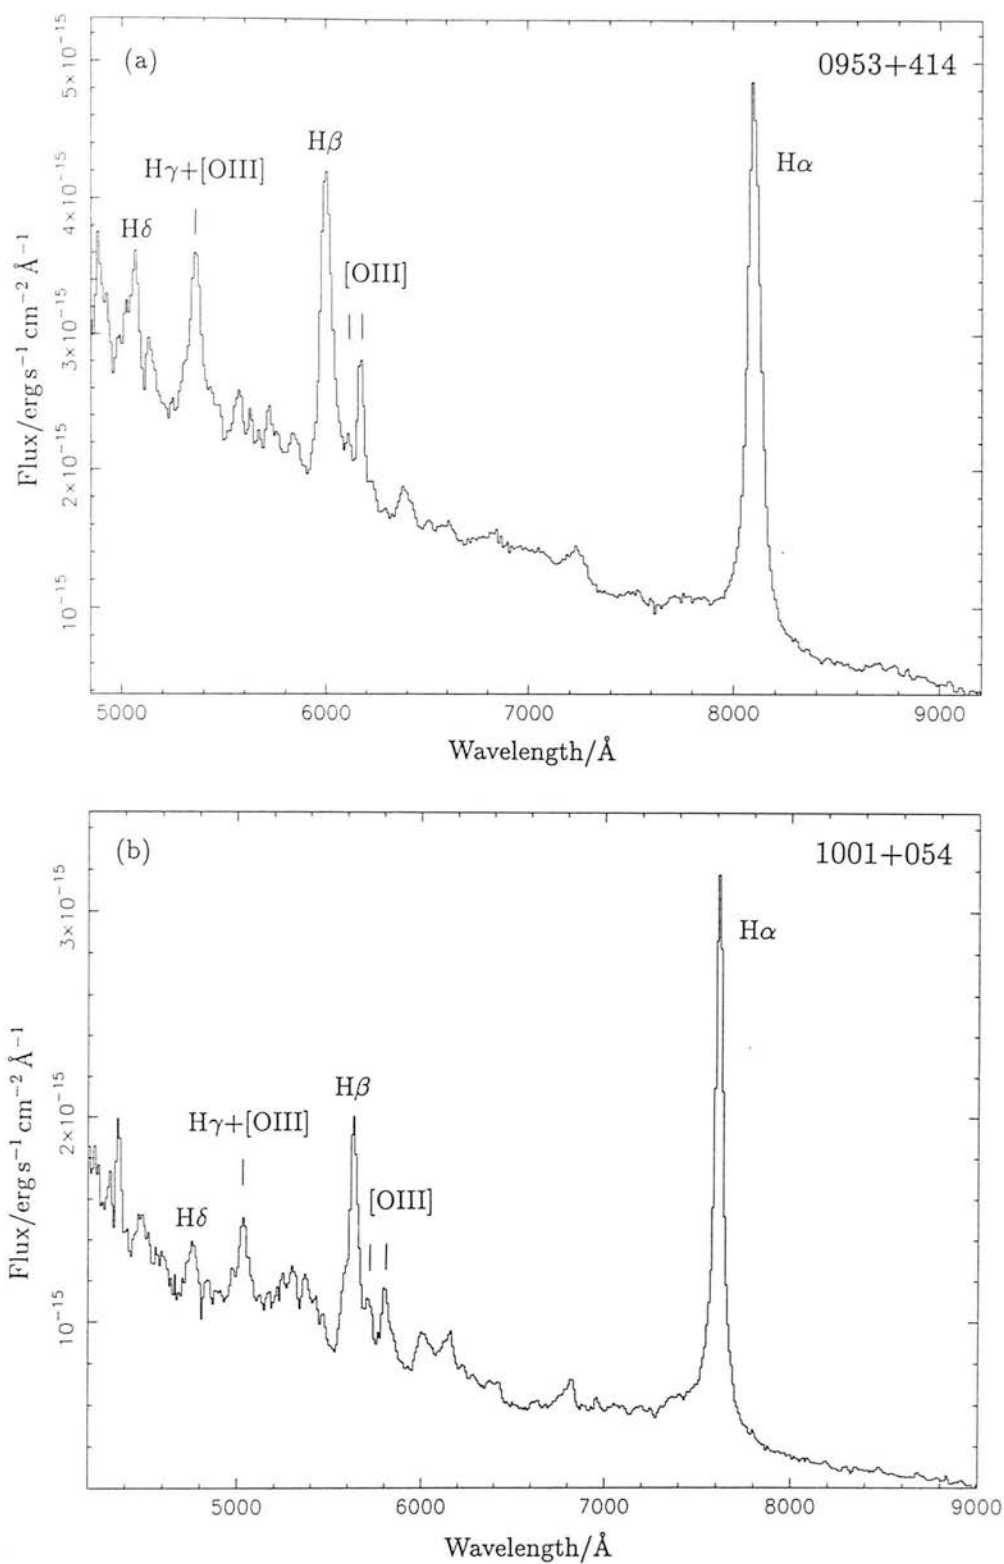 (a)
0953+414
Hδ
Hγ+[OIII]
Hβ
[OIII]
Hα
5×10⁻¹⁵
4×10⁻¹⁵
3×10⁻¹⁵
2×10⁻¹⁵
10⁻¹⁵
Flux/erg s⁻¹ cm⁻² Å⁻¹
5000 6000 7000 8000 9000
Wavelength/Å
(b)
1001+054
Hδ
Hγ+[OIII]
Hβ
[OIII]
Hα
3×10⁻¹⁵
2×10⁻¹⁵
10⁻¹⁵
Flux/erg s⁻¹ cm⁻² Å⁻¹
5000 6000 7000 8000 9000
Wavelength/Å